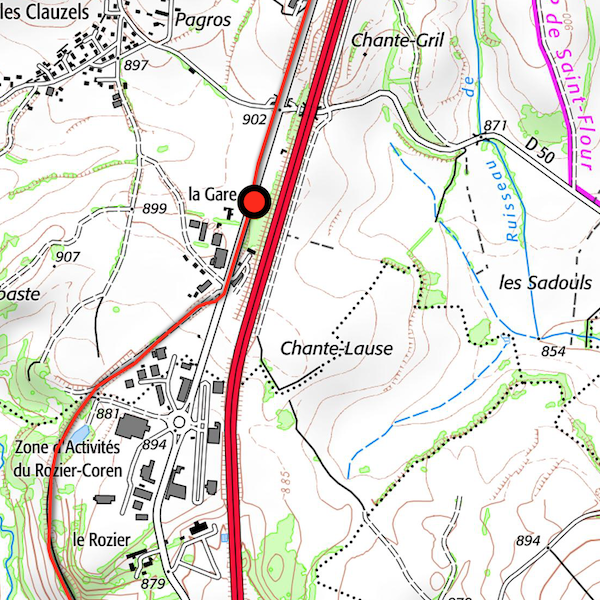 les Clauzels
Pagros
Chante-Gril
897
de
906
P de Saint-Flour
902
871
D 50
Ruisseau
la Gare
899
907
baste
les Sadouls
854
Chante-Lause
881
894
Zone d'Activités
du Rozier-Coren
885
le Rozier
894
879